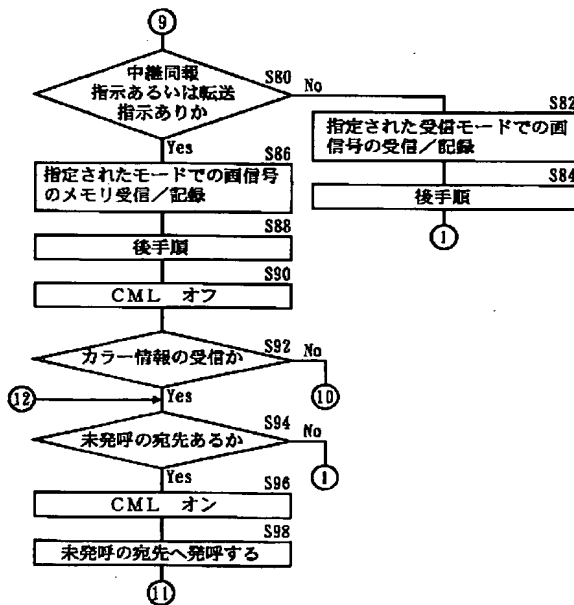 ⑨
S80
中継同報
指示あるいは転送
指示ありか
No
Yes
S82
指定された受信モードでの画
信号の受信／記録
S84
後手順
①
S86
指定されたモードでの画信号
のメモリ受信／記録
S88
後手順
S90
CML オフ
S92
カラー情報の受信か
No
⑩
Yes
⑫
S94
未発呼の宛先あるか
No
①
Yes
S96
CML オン
S98
未発呼の宛先へ発呼する
⑪